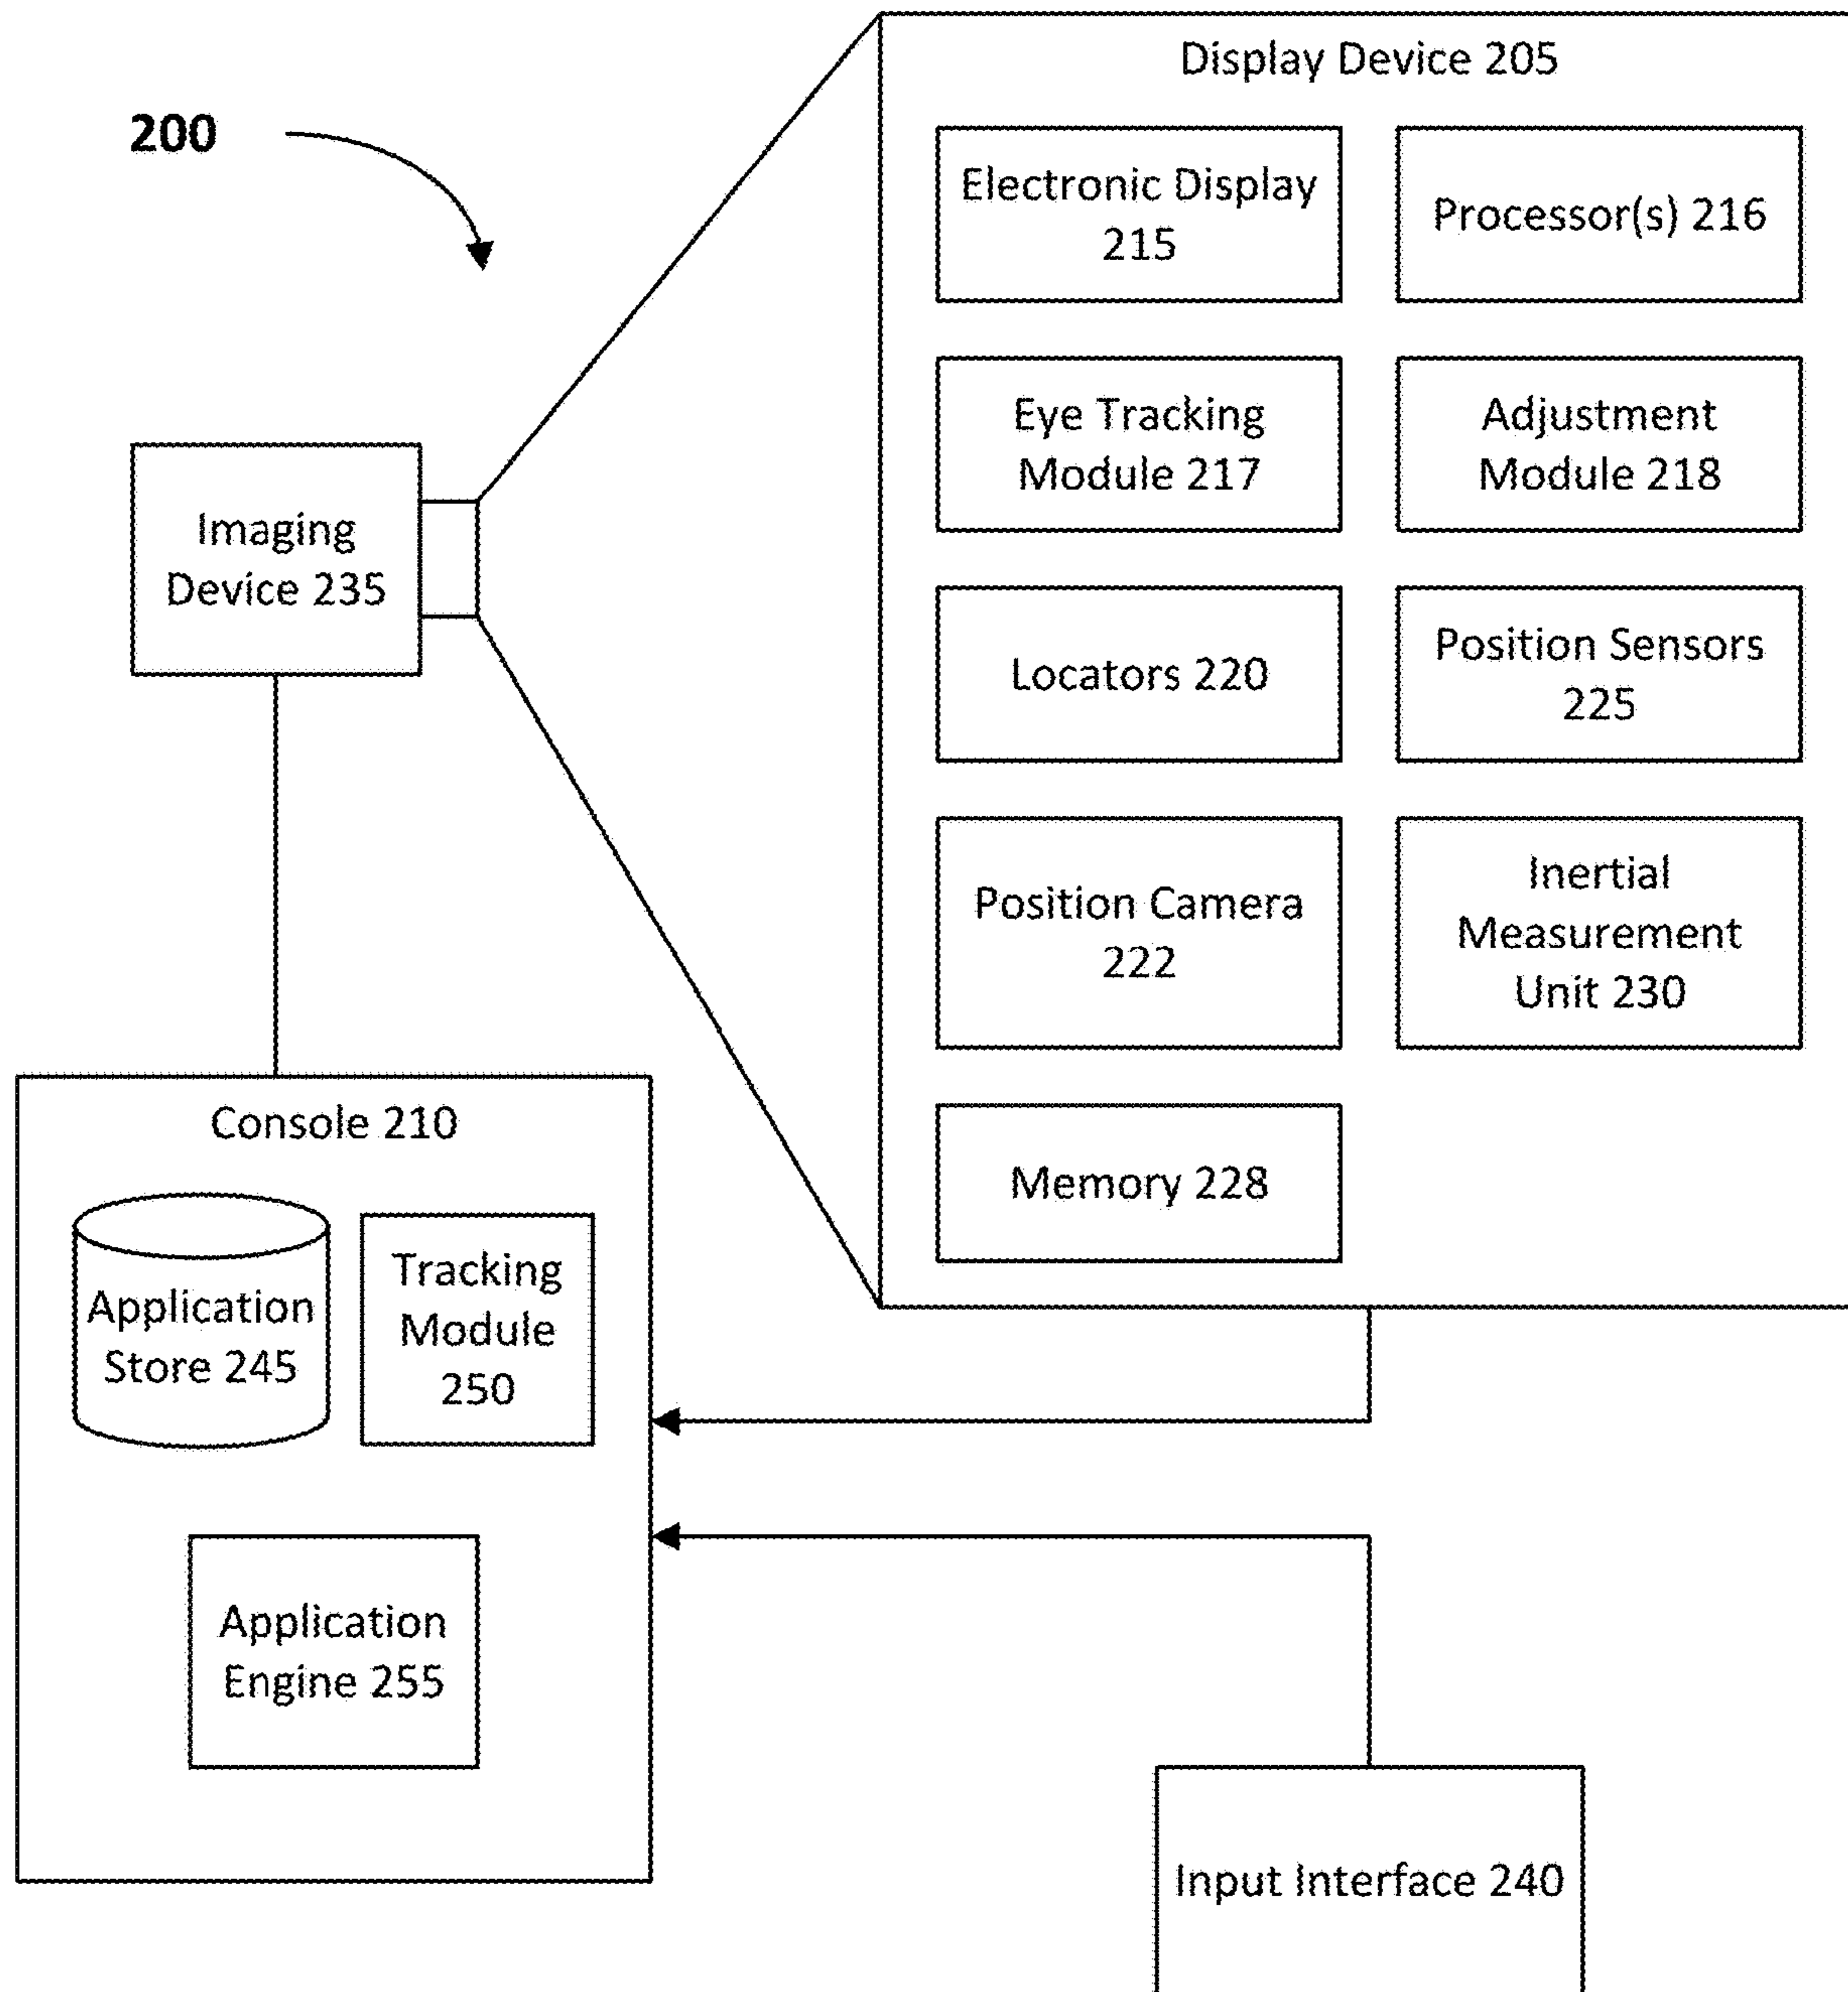 200
Display Device 205
Electronic Display
215
Processor(s) 216
Eye Tracking
Module 217
Adjustment
Module 218
Locators 220
Position Sensors
225
Position Camera
222
Inertial
Measurement
Unit 230
Memory 228
Imaging
Device 235
Console 210
Application
Store 245
Tracking
Module
250
Application
Engine 255
Input Interface 240